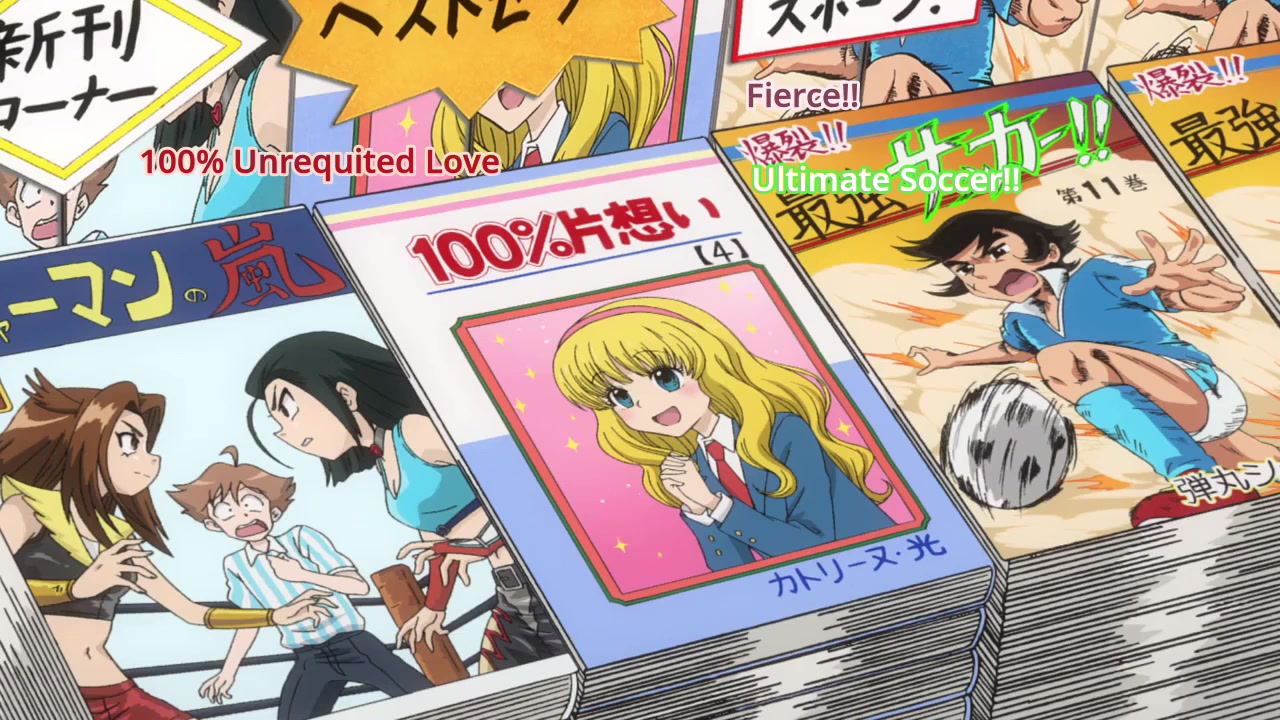 新刊
コーナー
ベストセラ
スポーツ!
Fierce!!
100% Unrequited Love
Ultimate Soccer!!
ーマンの嵐
100%片想い
【4】
カトリーヌ・光
爆裂!!
最強サッカー!!
第11巻
弾丸シ
爆裂!!
最強